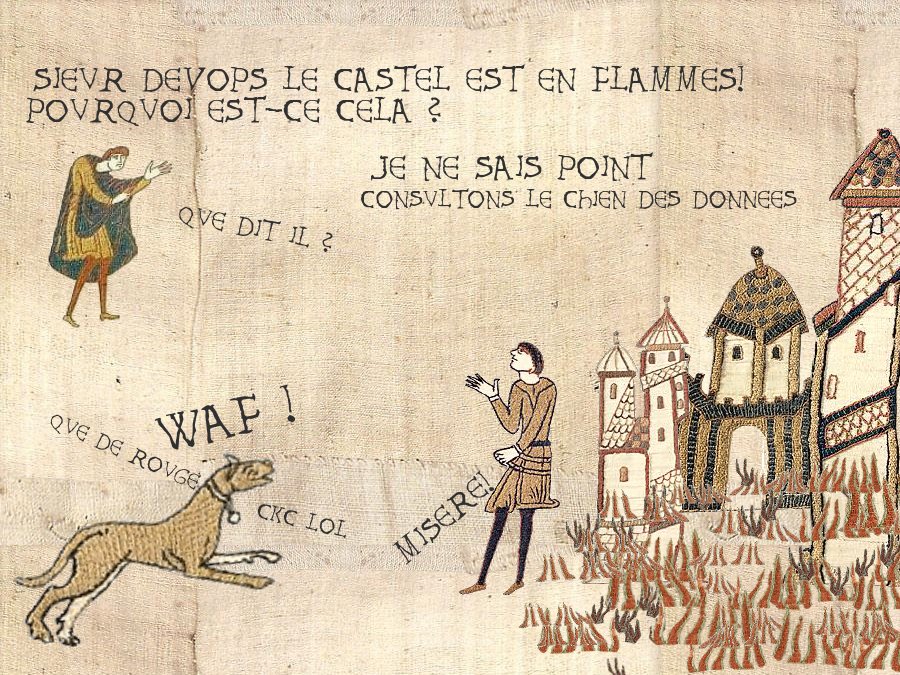 SIEVR DEVOPS LE CASTEL EST EN FLAMMES!
POVRQVOI EST-CE CELA ?
JE NE SAIS POINT
CONSVLTONS LE CHIEN DES DONNEES
QVE DIT IL ?
WAF !
QVE DE ROVGE
CKC LOL
MISERE!